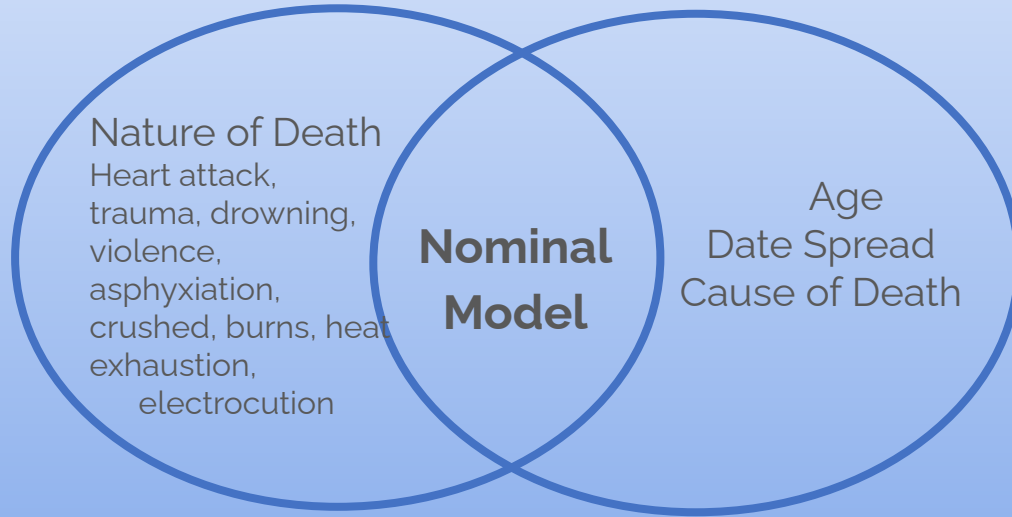 Nature of Death
Heart attack,
trauma, drowning,
violence,
asphyxiation,
crushed, burns, heat
exhaustion,
electrocution
Nominal
Model
Age
Date Spread
Cause of Death